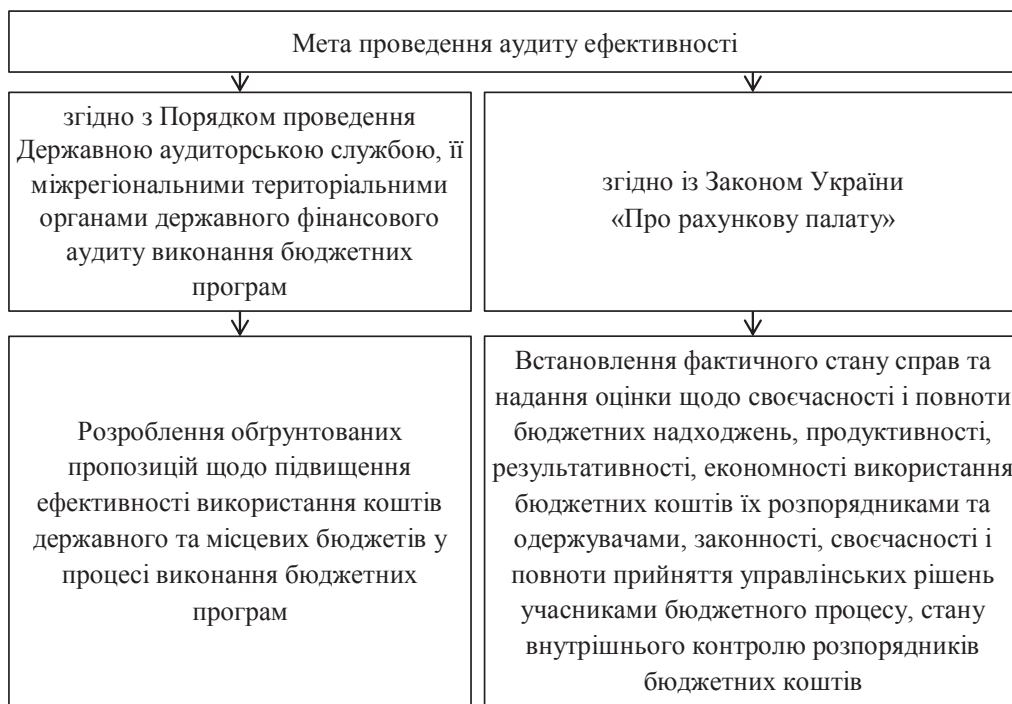 Мета проведення аудиту ефективності
згідно з Порядком проведення
Державною аудиторською службою, її
міжрегіональними територіальними
органами державного фінансового
аудиту виконання бюджетних
програм
згідно із Законом України
«Про рахункову палату»
Розроблення обґрунтованих
пропозицій щодо підвищення
ефективності використання коштів
державного та місцевих бюджетів у
процесі виконання бюджетних
програм
Встановлення фактичного стану справ та
надання оцінки щодо своєчасності і повноти
бюджетних надходжень, продуктивності,
результативності, економності використання
бюджетних коштів їх розпорядниками та
одержувачами, законності, своєчасності і
повноти прийняття управлінських рішень
учасниками бюджетного процесу, стану
внутрішнього контролю розпорядників
бюджетних коштів